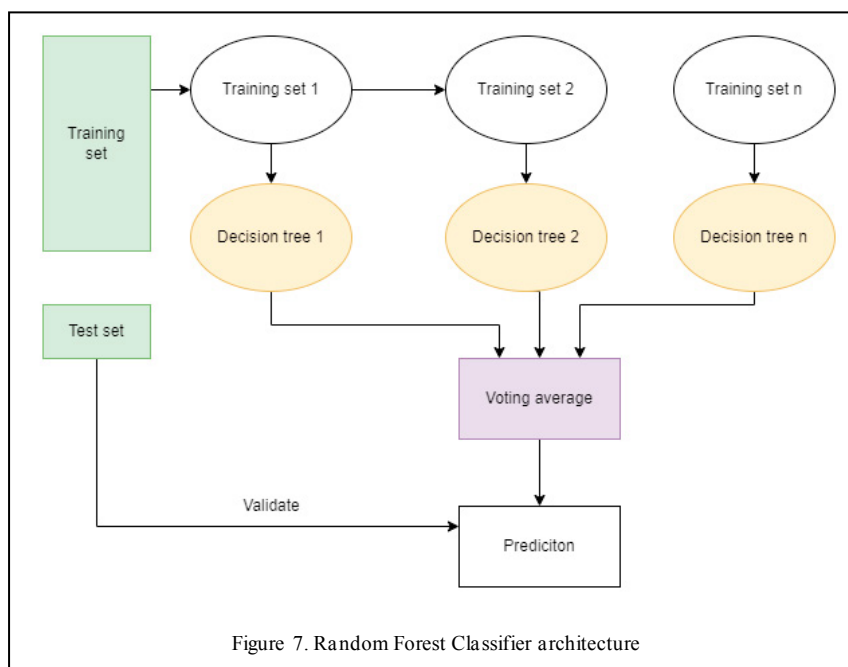 Training
set
Training set 1
Training set 2
Training set n
Decision tree 1
Decision tree 2
Decision tree n
Test set
Voting average
Validate
Prediciton
Figure 7. Random Forest Classifier architecture